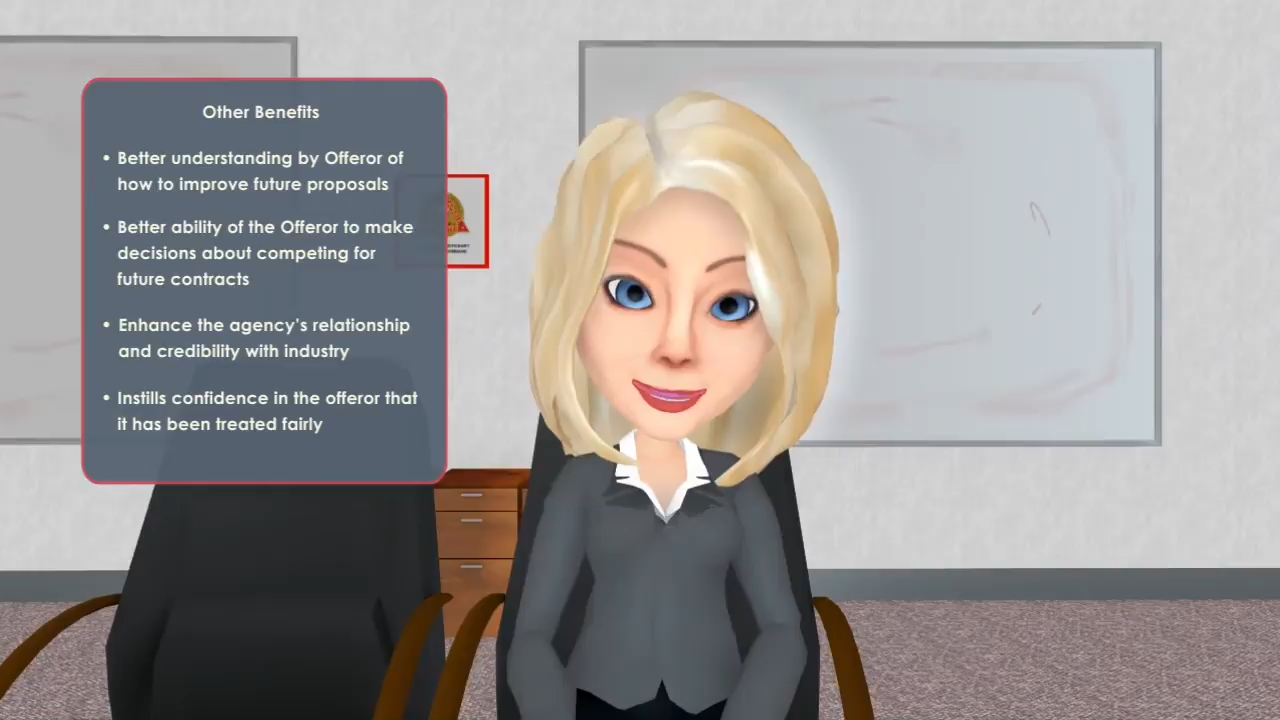 Other Benefits
• Better understanding by Offeror of
how to improve future proposals
• Better ability of the Offeror to make
decisions about competing for
future contracts
• Enhance the agency's relationship
and credibility with industry
• Instills confidence in the offeror that
it has been treated fairly